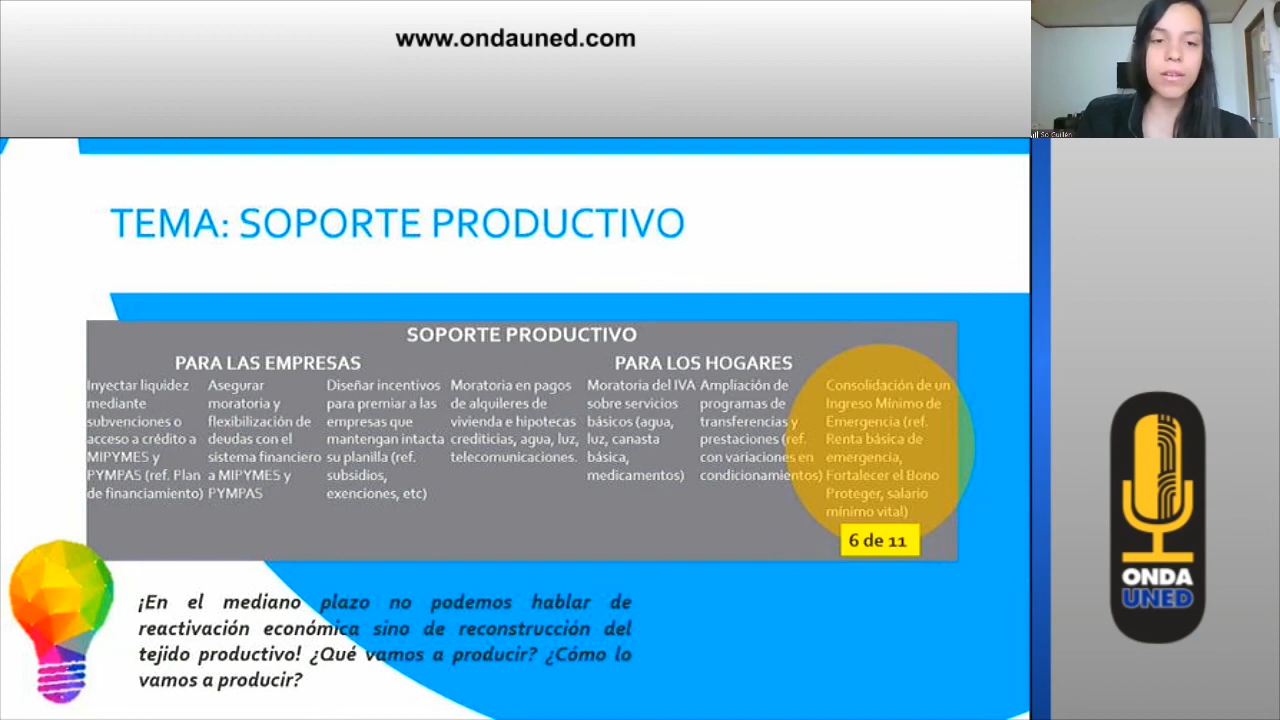 www.ondauned.com
So Guillén
TEMA: SOPORTE PRODUCTIVO
SOPORTE PRODUCTIVO
PARA LAS EMPRESAS
PARA LOS HOGARES
Inyectar liquidez
mediante
subvenciones o
acceso a crédito a
MIPYMES y
PYMPAS (ref. Plan
de financiamiento)
Asegurar
moratoria y
flexibilización de
deudas con el
sistema financiero
a MIPYMES y
PYMPAS
Diseñar incentivos
para premiar a las
empresas que
mantengan intacta
su planilla (ref.
subsidios,
exenciones, etc)
Moratoria en pagos
de alquileres de
vivienda e hipotecas
crediticias, agua, luz,
telecomunicaciones.
Moratoria del IVA
sobre servicios
básicos (agua,
luz, canasta
básica,
medicamentos)
Ampliación de
programas de
transferencias y
prestaciones (ref.
con variaciones en
condicionamientos)
Consolidación de un
Ingreso Mínimo de
Emergencia (ref.
Renta básica de
emergencia,
Fortalecer el Bono
Proteger, salario
mínimo vital)
6 de 11
¡En el mediano plazo no podemos hablar de
reactivación económica sino de reconstrucción del
tejido productivo! ¿Qué vamos a producir? ¿Cómo lo
vamos a producir?
ONDA
UNED